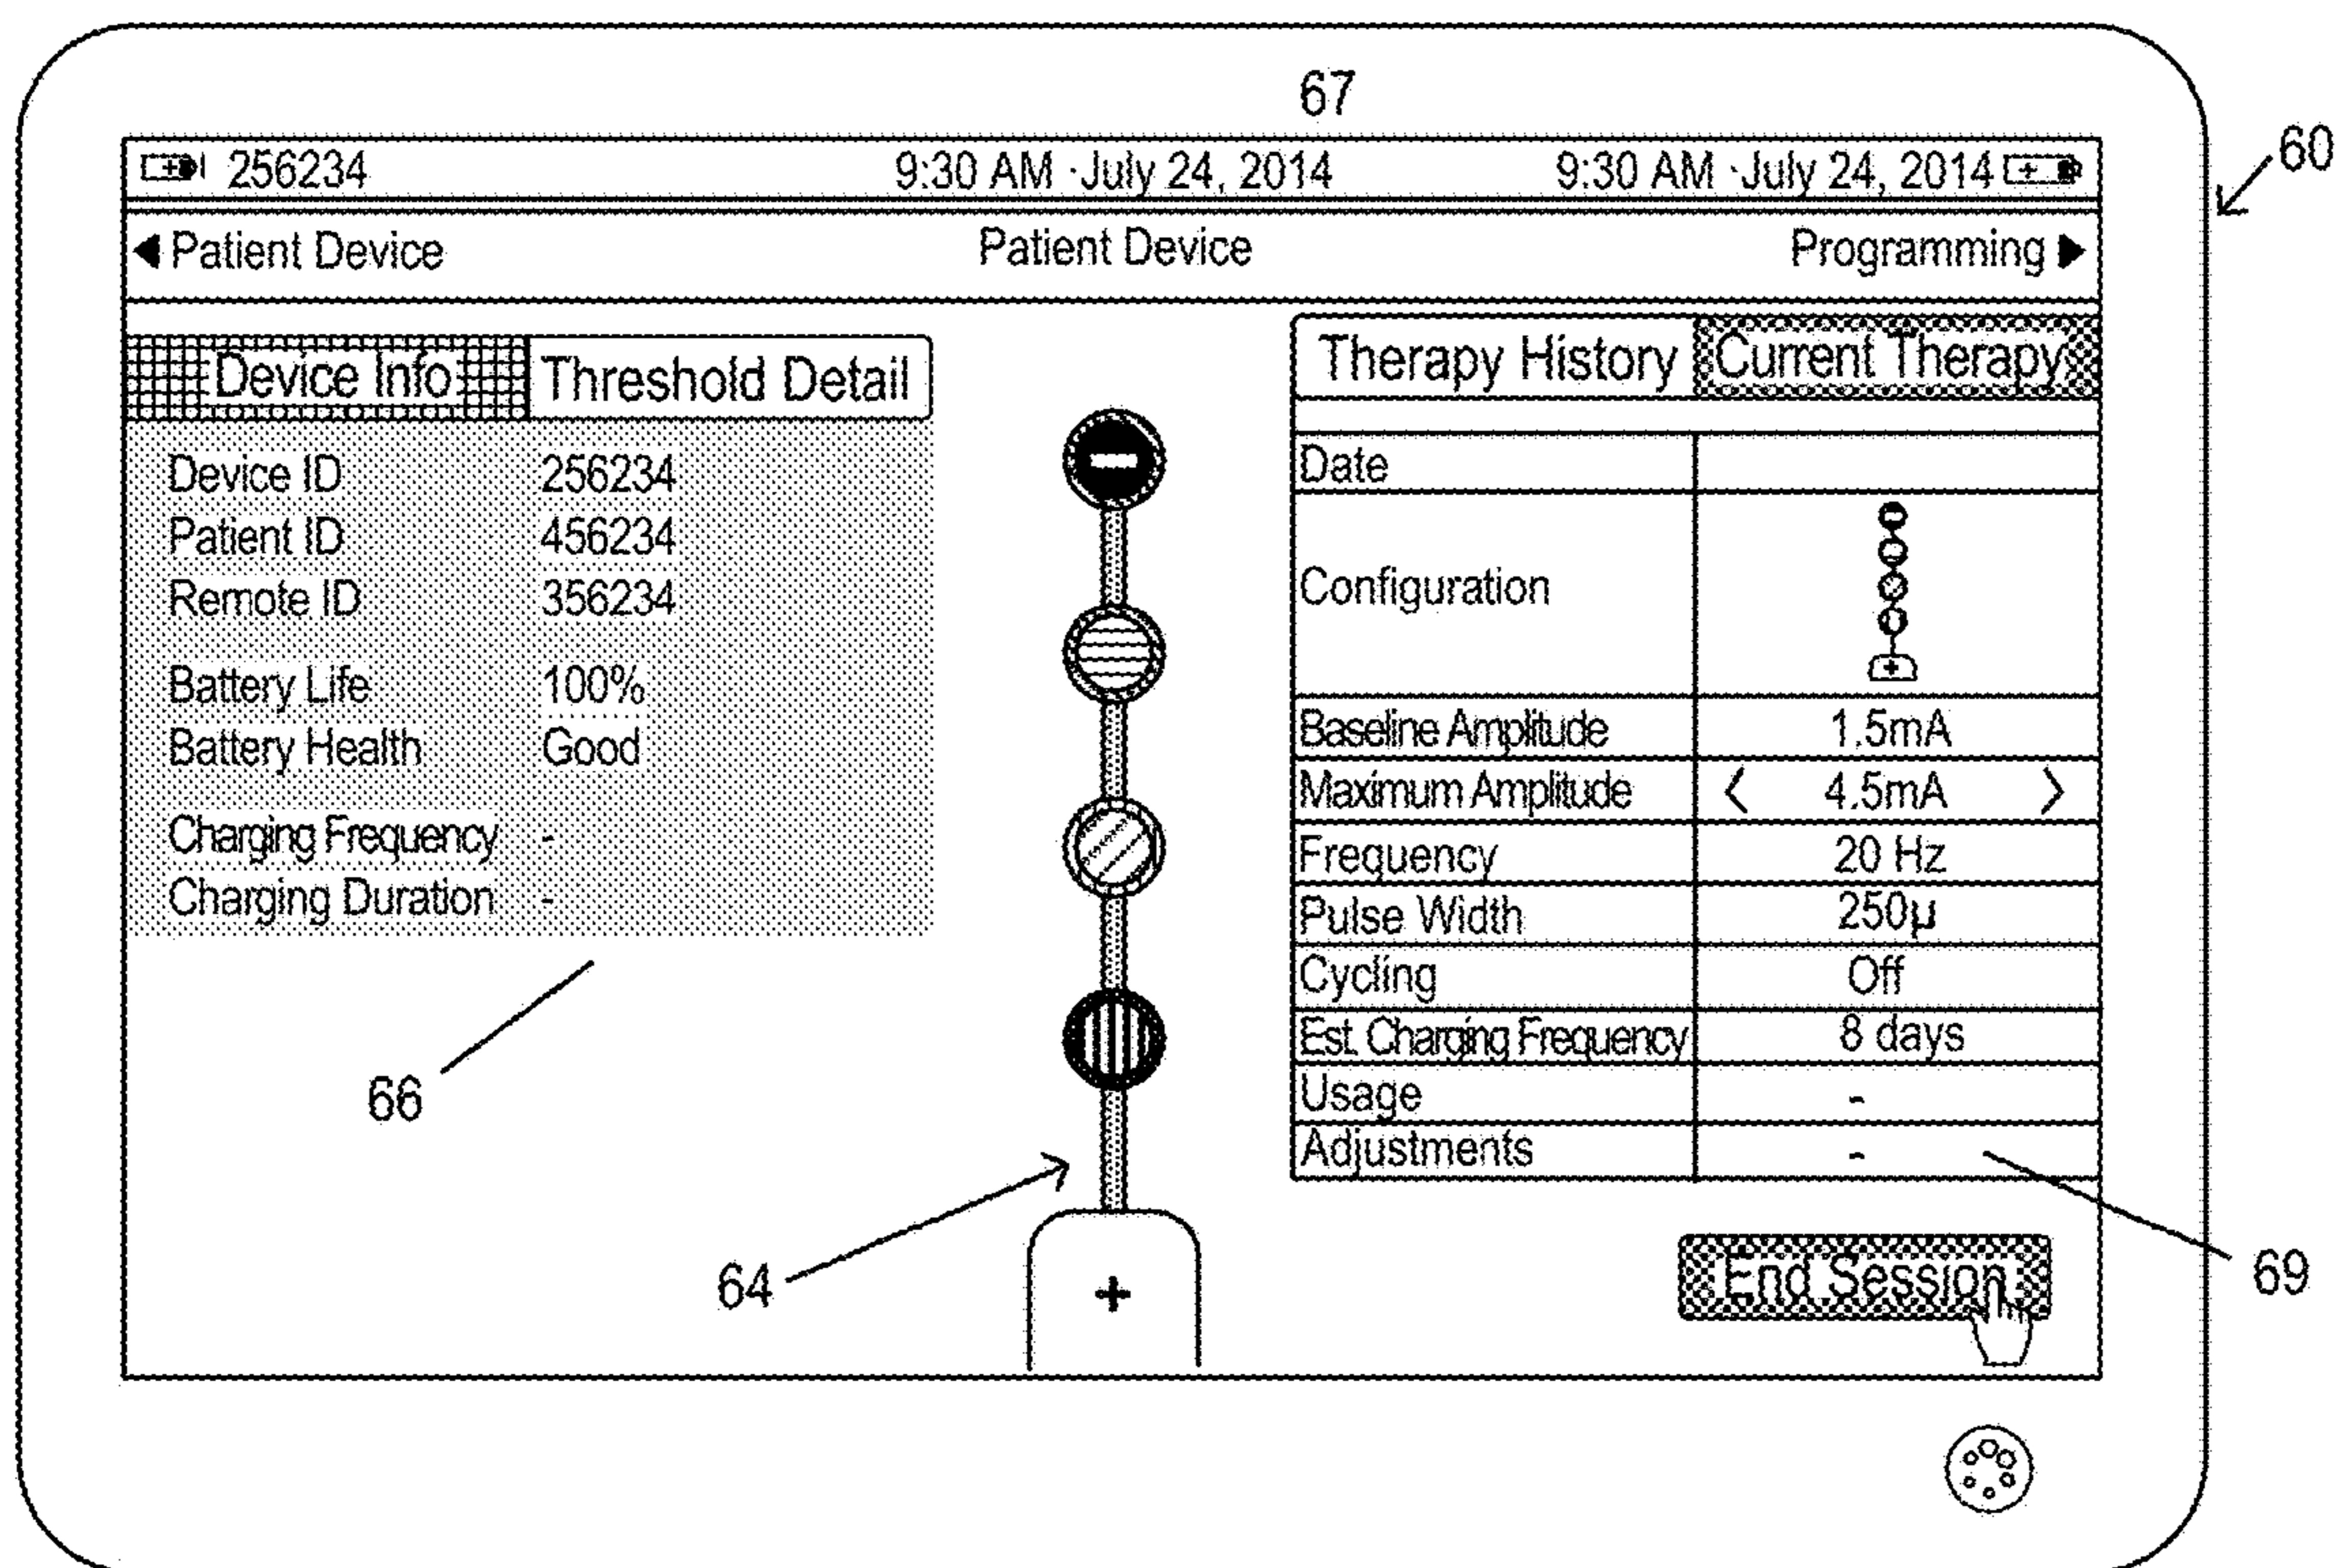 67
60
256234 9:30 AM ·July 24, 2014 9:30 AM ·July 24, 2014
Patient Device Patient Device Programming
Device Info Threshold Detail
Device ID 256234
Patient ID 456234
Remote ID 356234
Battery Life 100%
Battery Health Good
Charging Frequency -
Charging Duration -
66
64
+
Therapy History Current Therapy
Date
Configuration
+
Baseline Amplitude 1.5mA
Maximum Amplitude < 4.5mA >
Frequency 20 Hz
Pulse Width 250µ
Cycling Off
Est. Charging Frequency 8 days
Usage -
Adjustments -
End Session
69